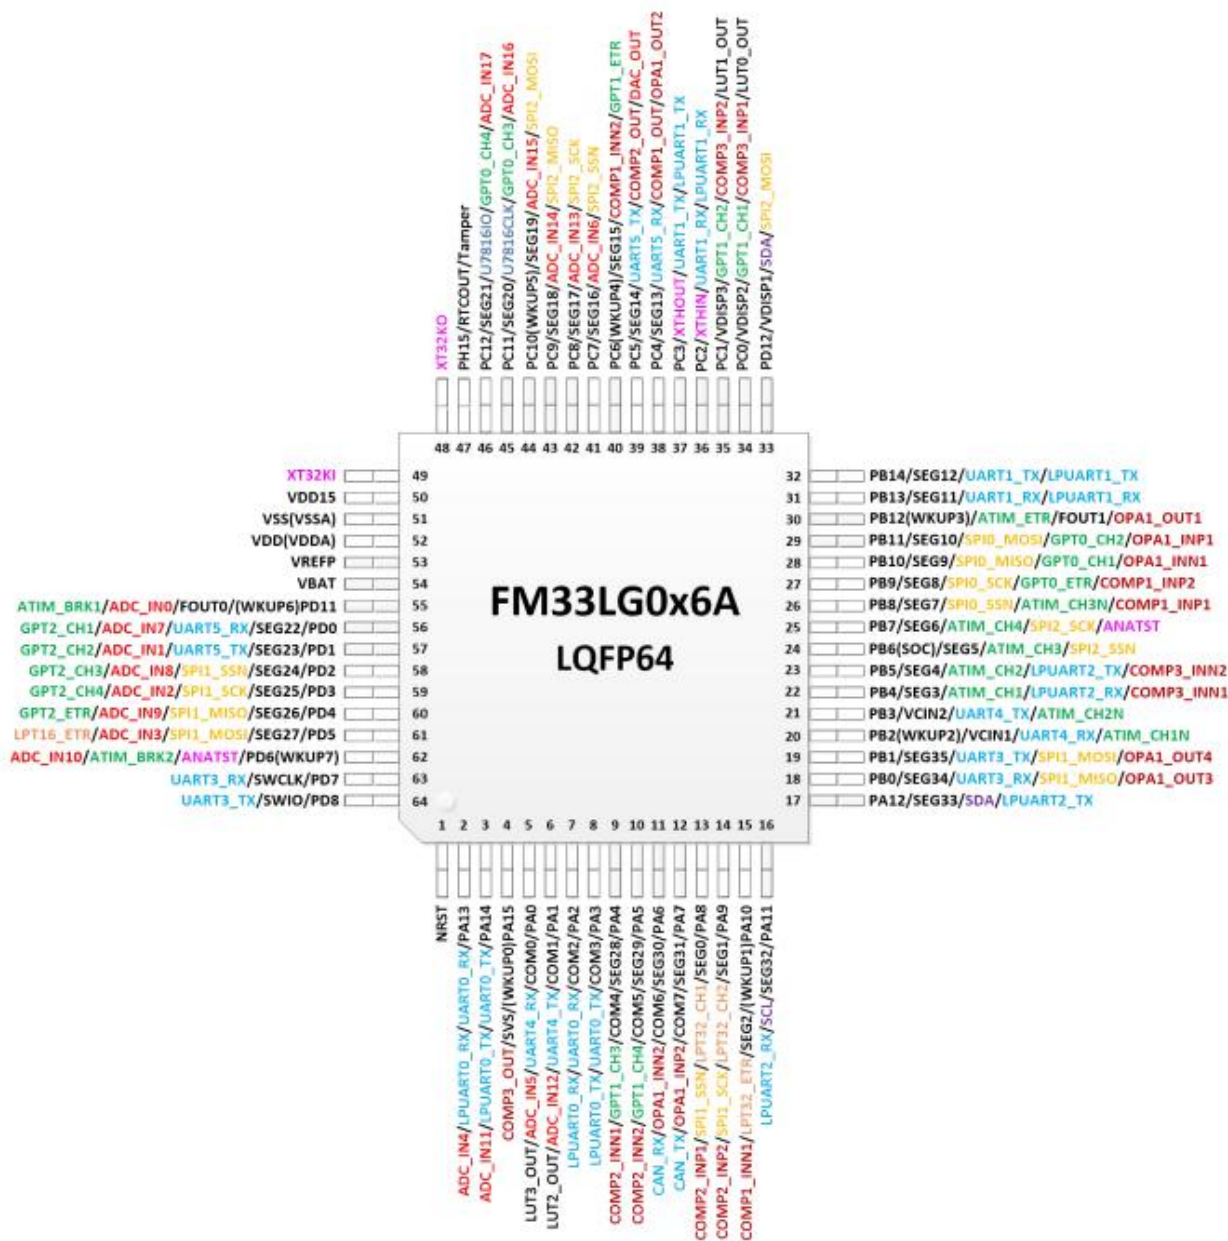 XT32KO
PH15/RTCOUT/Tamper
PC12/SEG21/U7816IO/GPT0_CH4/ADC_IN17
PC11/SEG20/U7816CLK/GPT0_CH3/ADC_IN16
PC10(WKUP5)/SEG19/ADC_IN15/SPI2_MOSI
PC9/SEG18/ADC_IN14/SPI2_MISO
PC8/SEG17/ADC_IN13/SPI2_SCK
PC7/SEG16/ADC_IN6/SPI2_SSN
PC6(WKUP4)/SEG15/COMP1_INN2/GPT1_ETR
PC5/SEG14/UART5_TX/COMP2_OUT/DAC_OUT
PC4/SEG13/UART5_RX/COMP1_OUT/OPA1_OUT2
PC3/XTHOUT/UART1_TX/LPUART1_TX
PC2/XTHIN/UART1_RX/LPUART1_RX
PC1/VDISP3/GPT1_CH2/COMP3_INP2/LUT1_OUT
PC0/VDISP2/GPT1_CH1/COMP3_INP1/LUT0_OUT
PD12/VDISP1/SDA/SPI2_MOSI
48 47 46 45 44 43 42 41 40 39 38 37 36 35 34 33
XT32KI 49
VDD15 50
VSS(VSSA) 51
VDD(VDDA) 52
VREFP 53
VBAT 54
ATIM_BRK1/ADC_IN0/FOUT0/(WKUP6)PD11 55
GPT2_CH1/ADC_IN7/UART5_RX/SEG22/PD0 56
GPT2_CH2/ADC_IN1/UART5_TX/SEG23/PD1 57
GPT2_CH3/ADC_IN8/SPI1_SSN/SEG24/PD2 58
GPT2_CH4/ADC_IN2/SPI1_SCK/SEG25/PD3 59
GPT2_ETR/ADC_IN9/SPI1_MISO/SEG26/PD4 60
LPT16_ETR/ADC_IN3/SPI1_MOSI/SEG27/PD5 61
ADC_IN10/ATIM_BRK2/ANATST/PD6(WKUP7) 62
UART3_RX/SWCLK/PD7 63
UART3_TX/SWIO/PD8 64
FM33LG0x6A
LQFP64
32 PB14/SEG12/UART1_TX/LPUART1_TX
31 PB13/SEG11/UART1_RX/LPUART1_RX
30 PB12(WKUP3)/ATIM_ETR/FOUT1/OPA1_OUT1
29 PB11/SEG10/SPI0_MOSI/GPT0_CH2/OPA1_INP1
28 PB10/SEG9/SPI0_MISO/GPT0_CH1/OPA1_INN1
27 PB9/SEG8/SPI0_SCK/GPT0_ETR/COMP1_INP2
26 PB8/SEG7/SPI0_SSN/ATIM_CH3N/COMP1_INP1
25 PB7/SEG6/ATIM_CH4/SPI2_SCK/ANATST
24 PB6(SOC)/SEG5/ATIM_CH3/SPI2_SSN
23 PB5/SEG4/ATIM_CH2/LPUART2_TX/COMP3_INN2
22 PB4/SEG3/ATIM_CH1/LPUART2_RX/COMP3_INN1
21 PB3/VCIN2/UART4_TX/ATIM_CH2N
20 PB2(WKUP2)/VCIN1/UART4_RX/ATIM_CH1N
19 PB1/SEG35/UART3_TX/SPI1_MOSI/OPA1_OUT4
18 PB0/SEG34/UART3_RX/SPI1_MISO/OPA1_OUT3
17 PA12/SEG33/SDA/LPUART2_TX
1 2 3 4 5 6 7 8 9 10 11 12 13 14 15 16
NRST
ADC_IN4/LPUART0_RX/UART0_RX/PA13
ADC_IN11/LPUART0_TX/UART0_TX/PA14
COMP3_OUT/SVS/(WKUP0)PA15
LUT3_OUT/ADC_IN5/UART4_RX/COM0/PA0
LUT2_OUT/ADC_IN12/UART4_TX/COM1/PA1
LPUART0_RX/UART0_RX/COM2/PA2
LPUART0_TX/UART0_TX/COM3/PA3
COMP2_INN1/GPT1_CH3/COM4/SEG28/PA4
COMP2_INN2/GPT1_CH4/COM5/SEG29/PA5
CAN_RX/OPA1_INN2/COM6/SEG30/PA6
CAN_TX/OPA1_INP2/COM7/SEG31/PA7
COMP2_INP1/SPI1_SSN/LPT32_CH1/SEG0/PA8
COMP2_INP2/SPI1_SCK/LPT32_CH2/SEG1/PA9
COMP1_INN1/LPT32_ETR/SEG2/(WKUP1)PA10
LPUART2_RX/SCL/SEG32/PA11